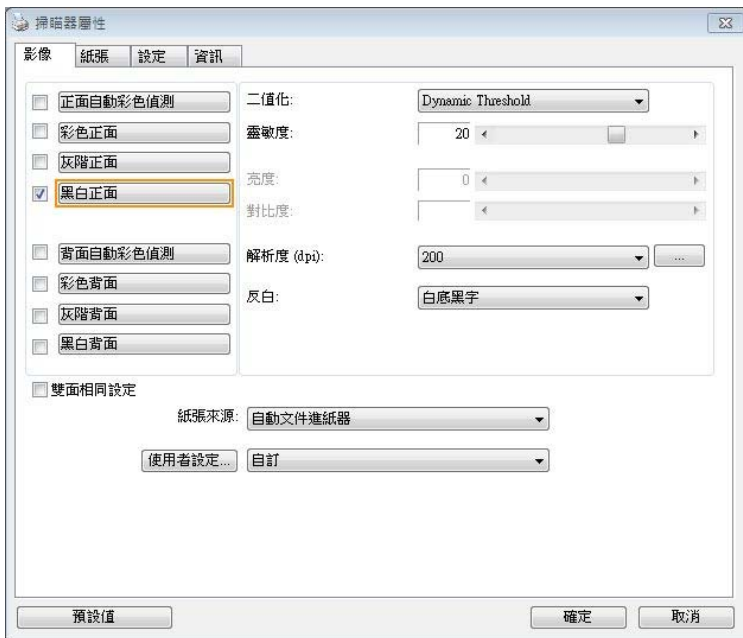 掃瞄器屬性
影像 紙張 設定 資訊
正面自動彩色偵測
彩色正面
灰階正面
黑白正面
背面自動彩色偵測
彩色背面
灰階背面
黑白背面
二值化: Dynamic Threshold
靈敏度: 20
亮度: 0
對比度:
解析度 (dpi): 200 ...
反白: 白底黑字
雙面相同設定
紙張來源: 自動文件進紙器
使用者設定... 自訂
預設值 確定 取消